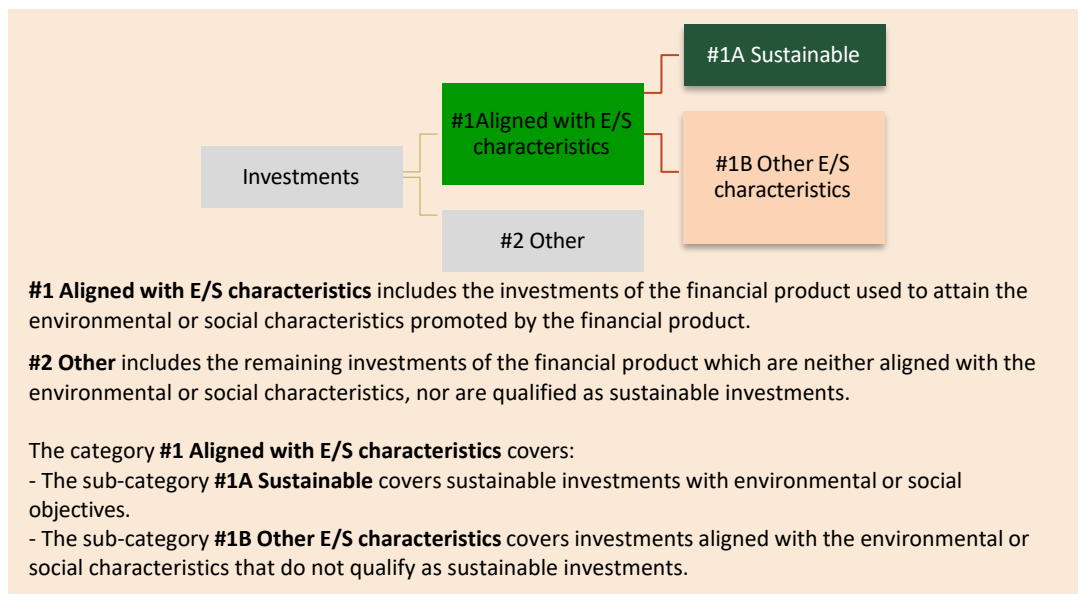 #1A Sustainable
#1Aligned with E/S
characteristics
#1B Other E/S
characteristics
Investments
#2 Other
#1 Aligned with E/S characteristics includes the investments of the financial product used to attain the
environmental or social characteristics promoted by the financial product.
#2 Other includes the remaining investments of the financial product which are neither aligned with the
environmental or social characteristics, nor are qualified as sustainable investments.
The category #1 Aligned with E/S characteristics covers:
- The sub-category #1A Sustainable covers sustainable investments with environmental or social
objectives.
- The sub-category #1B Other E/S characteristics covers investments aligned with the environmental or
social characteristics that do not qualify as sustainable investments.